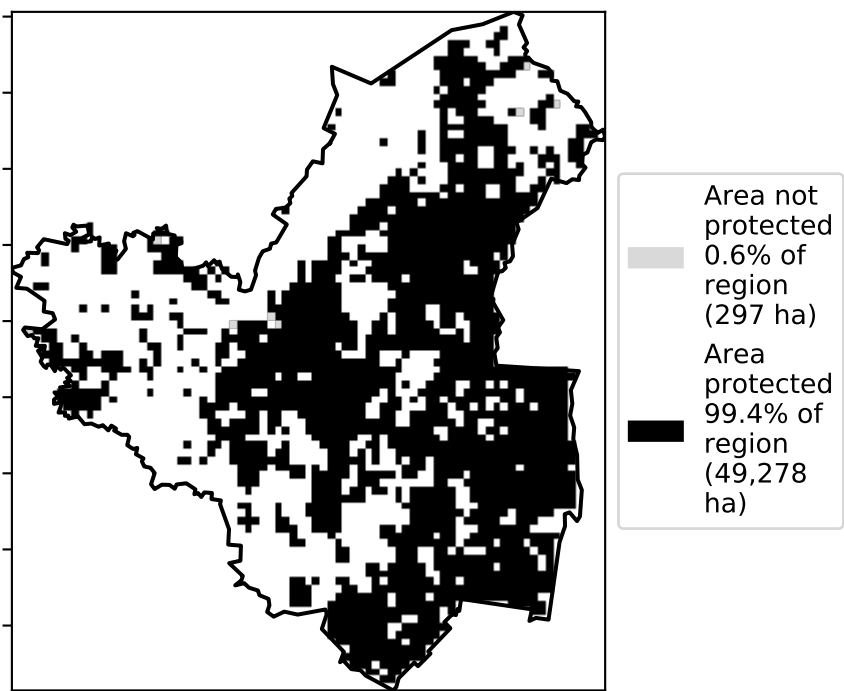 Area not
protected
0.6% of
region
(297 ha)
Area
protected
99.4% of
region
(49,278
ha)